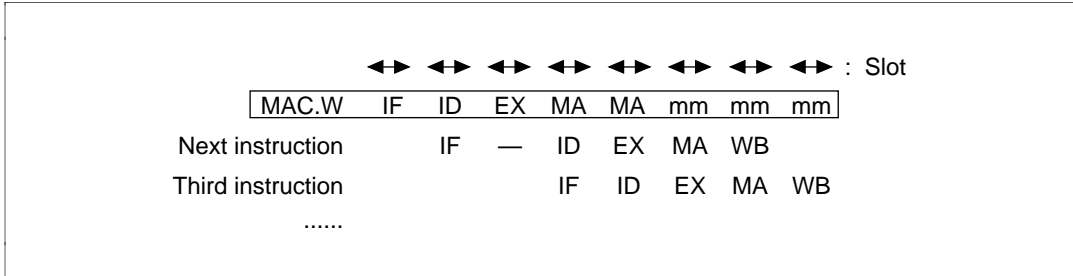 : Slot
MAC.W IF ID EX MA MA mm mm mm
Next instruction IF — ID EX MA WB
Third instruction IF ID EX MA WB
......